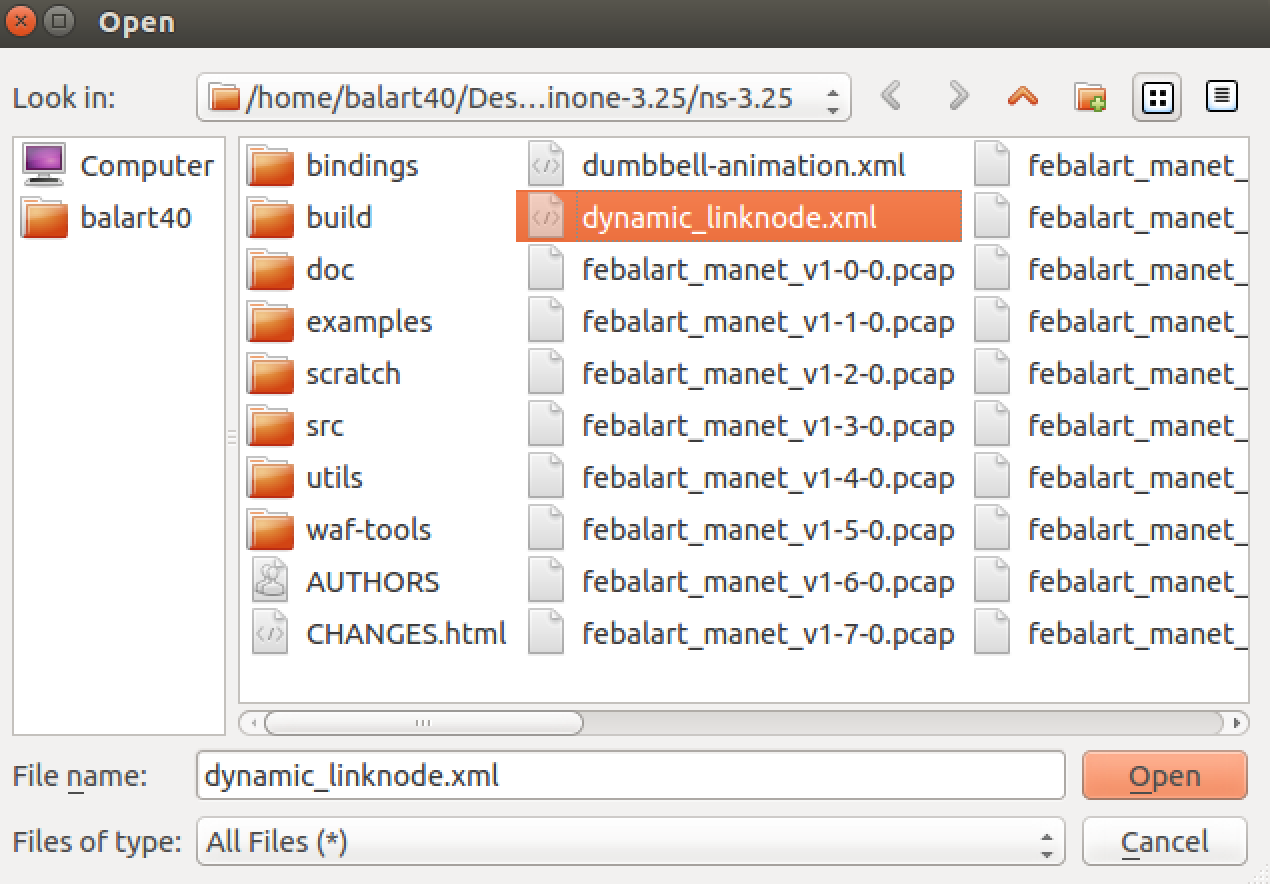 Open
Look in:
/home/balart40/Des...inone-3.25/ns-3.25
Computer
balart40
bindings
build
doc
examples
scratch
src
utils
waf-tools
AUTHORS
CHANGES.html
dumbbell-animation.xml
dynamic_linknode.xml
febalart_manet_v1-0-0.pcap
febalart_manet_v1-1-0.pcap
febalart_manet_v1-2-0.pcap
febalart_manet_v1-3-0.pcap
febalart_manet_v1-4-0.pcap
febalart_manet_v1-5-0.pcap
febalart_manet_v1-6-0.pcap
febalart_manet_v1-7-0.pcap
febalart_manet_
febalart_manet_
febalart_manet_
febalart_manet_
febalart_manet_
febalart_manet_
febalart_manet_
febalart_manet_
febalart_manet_
febalart_manet_
File name:
dynamic_linknode.xml
Open
Files of type:
All Files (*)
Cancel